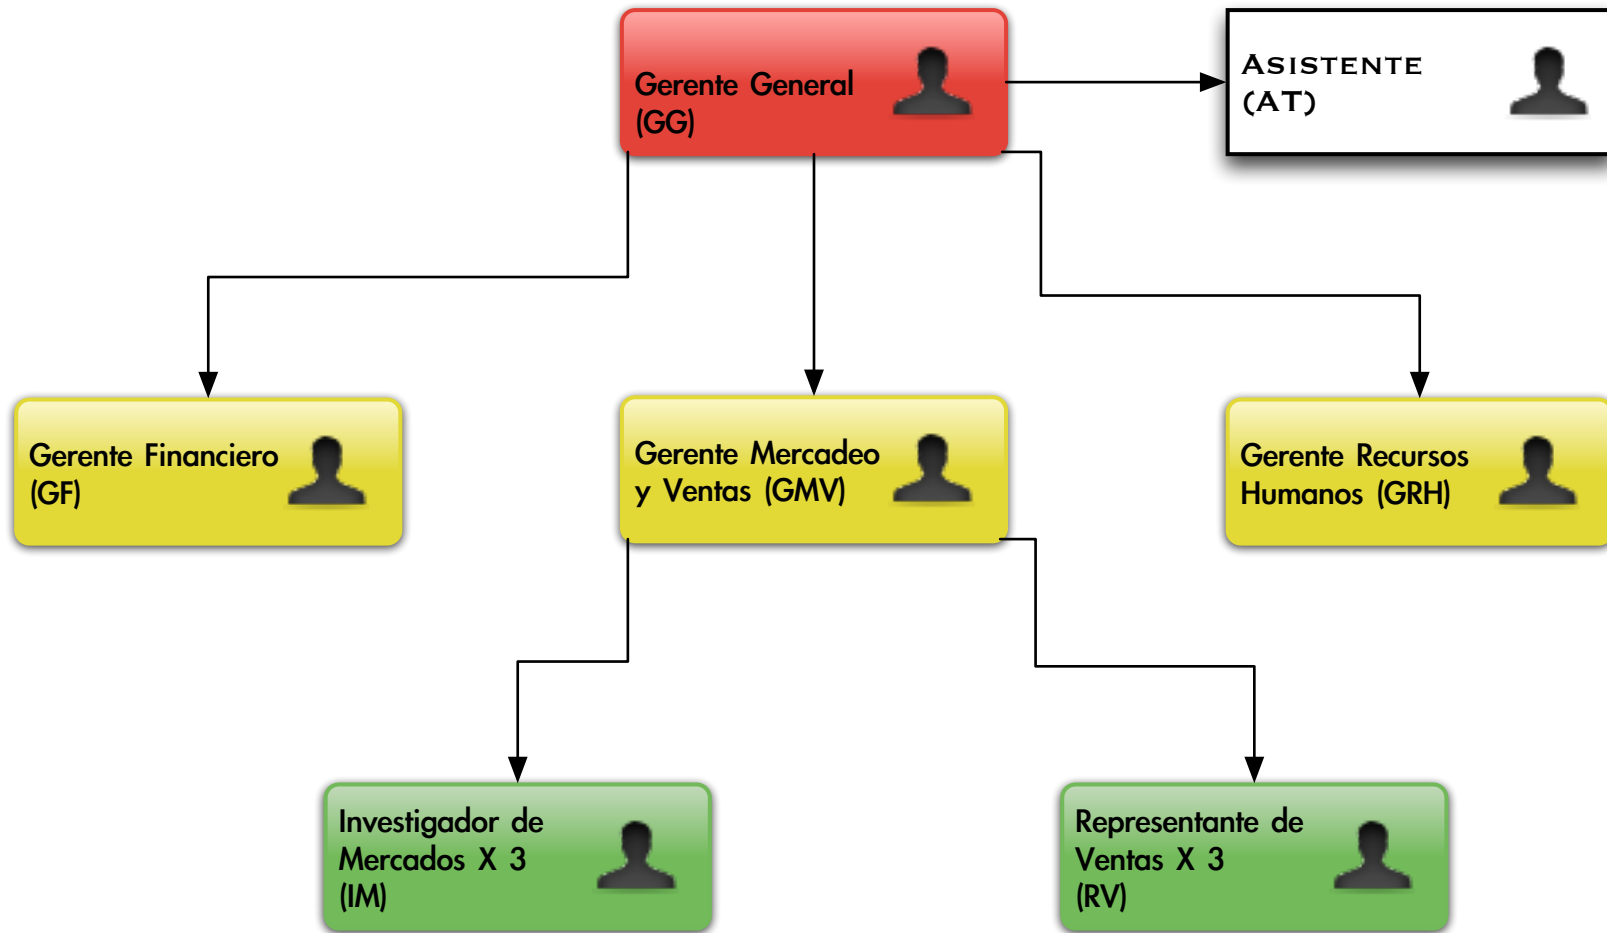 Gerente General
(GG)
ASISTENTE
(AT)
Gerente Financiero
(GF)
Gerente Mercadeo
y Ventas (GMV)
Gerente Recursos
Humanos (GRH)
Investigador de
Mercados X 3
(IM)
Representante de
Ventas X 3
(RV)